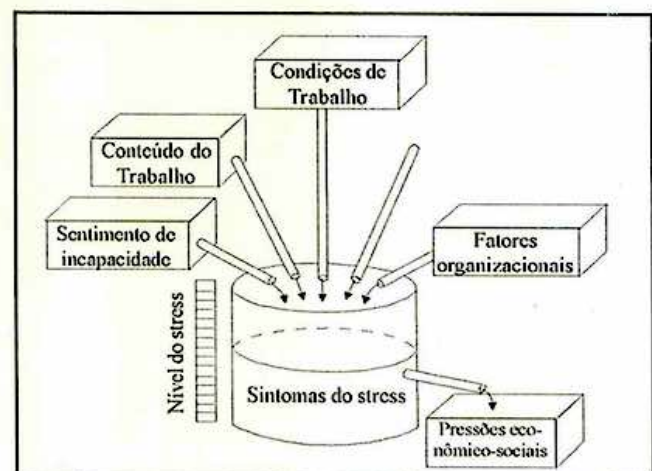 Condições de
Trabalho
Conteúdo do
Trabalho
Sentimento de
incapacidade
Fatores
organizacionais
Nível do stress
Sintomas do stress
Pressões eco-
nômico-sociais